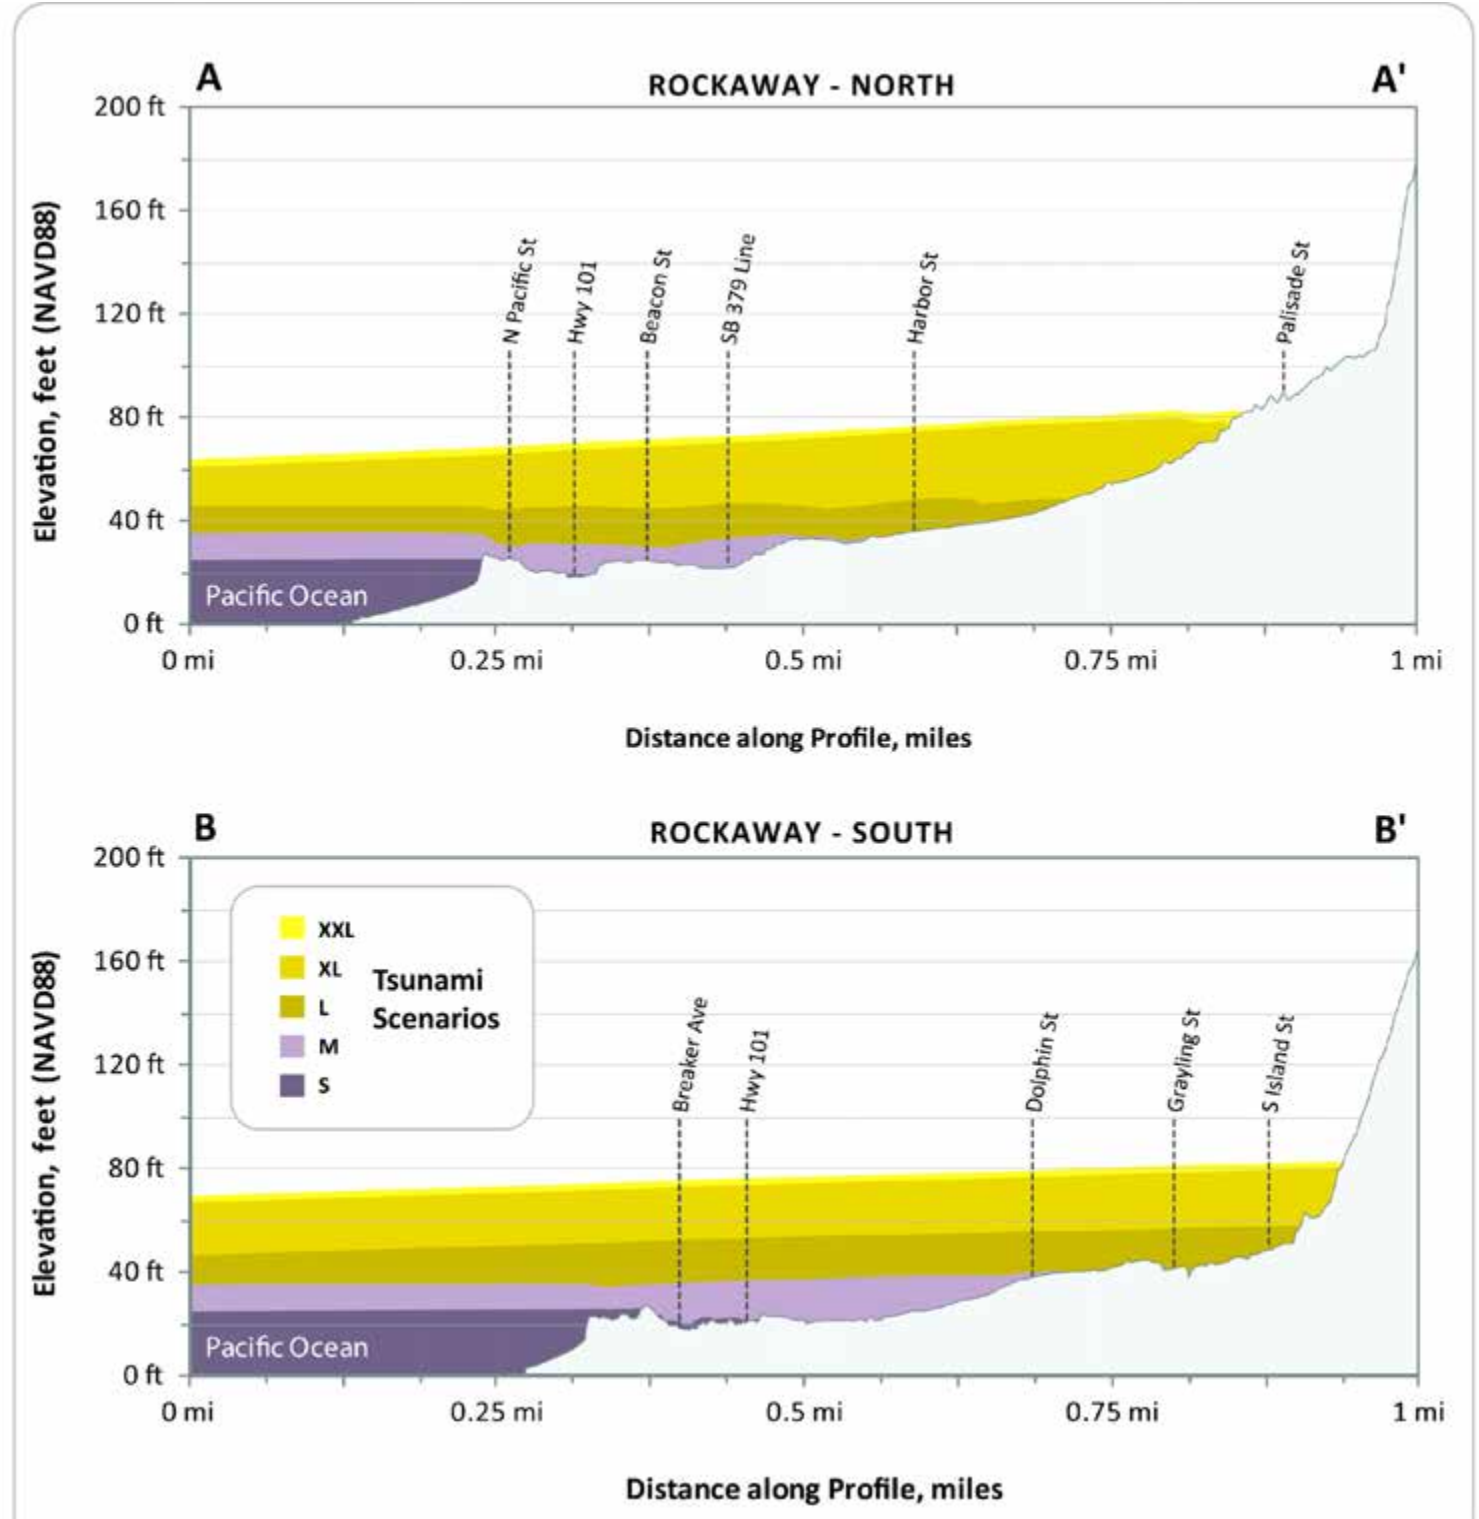 A
ROCKAWAY - NORTH
A'
Elevation, feet (NAVD88)
200 ft
160 ft
120 ft
80 ft
40 ft
0 ft
N Pacific St
Hwy 101
Beacon St
SB 379 Line
Harbor St
Palisade St
Pacific Ocean
0 mi
0.25 mi
0.5 mi
0.75 mi
1 mi
Distance along Profile, miles
B
ROCKAWAY - SOUTH
B'
Elevation, feet (NAVD88)
200 ft
160 ft
120 ft
80 ft
40 ft
0 ft
XXL
XL
L
M
S
Tsunami
Scenarios
Breaker Ave
Hwy 101
Dolphin St
Grayling St
S Island St
Pacific Ocean
0 mi
0.25 mi
0.5 mi
0.75 mi
1 mi
Distance along Profile, miles